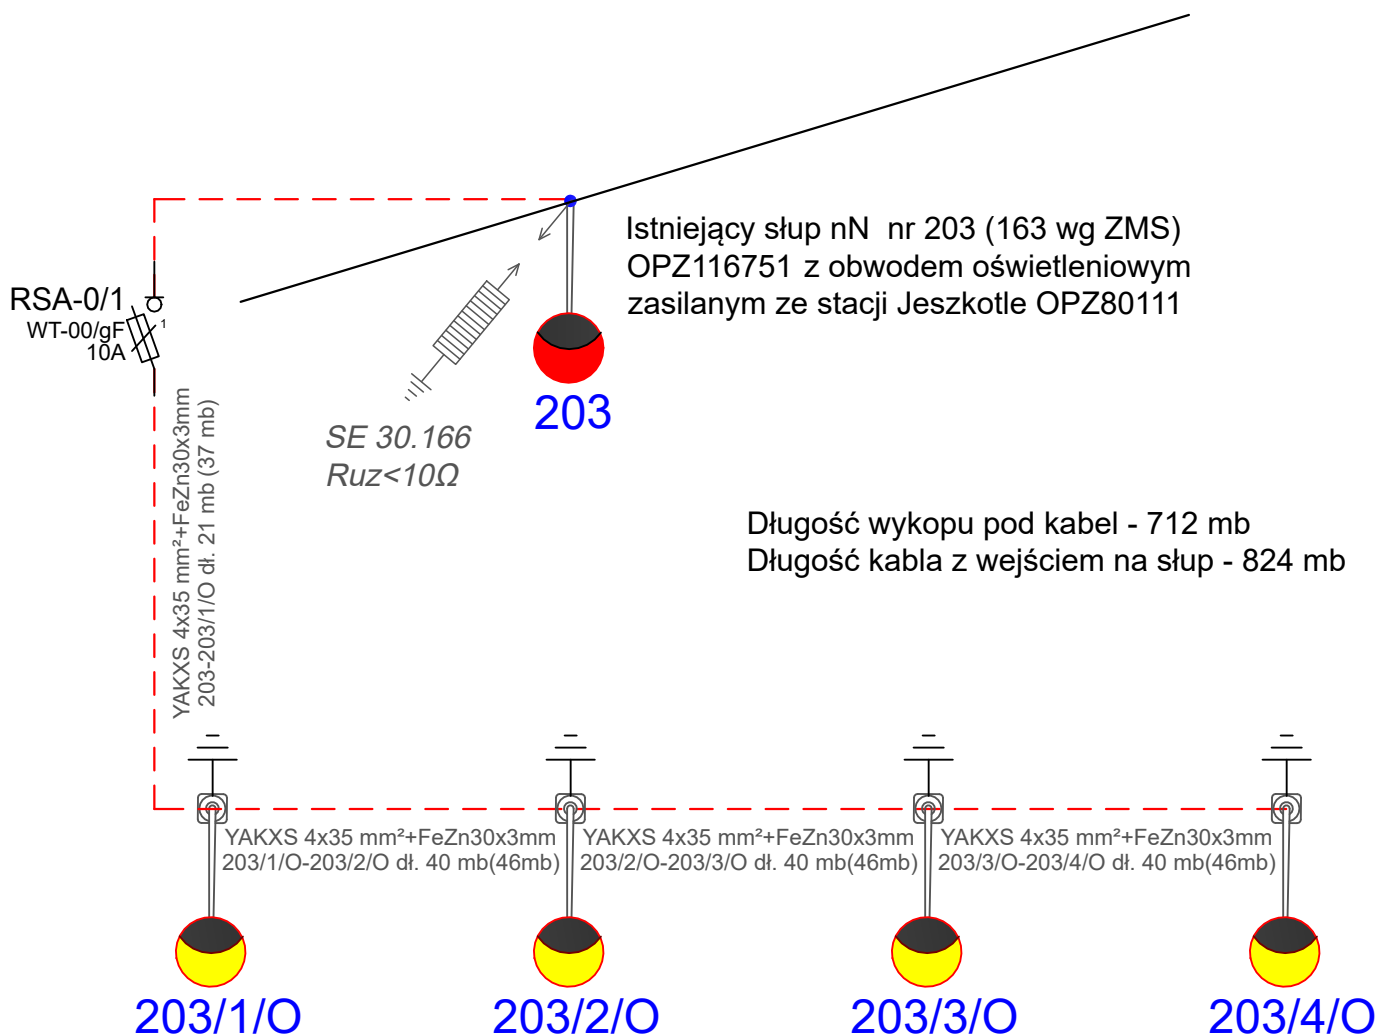 Istniejący słup nN nr 203 (163 wg ZMS)
OPZ116751 z obwodem oświetleniowym
zasilanym ze stacji Jeszkotle OPZ80111
RSA-0/1
WT-00/gF
10A
1
203
SE 30.166
Ruz<10Ω
YAKXS 4x35 mm²+FeZn30x3mm
203-203/1/O dł. 21 mb (37 mb)
Długość wykopu pod kabel - 712 mb
Długość kabla z wejściem na słup - 824 mb
YAKXS 4x35 mm²+FeZn30x3mm
203/1/O-203/2/O dł. 40 mb(46mb)
YAKXS 4x35 mm²+FeZn30x3mm
203/2/O-203/3/O dł. 40 mb(46mb)
YAKXS 4x35 mm²+FeZn30x3mm
203/3/O-203/4/O dł. 40 mb(46mb)
203/1/O
203/2/O
203/3/O
203/4/O